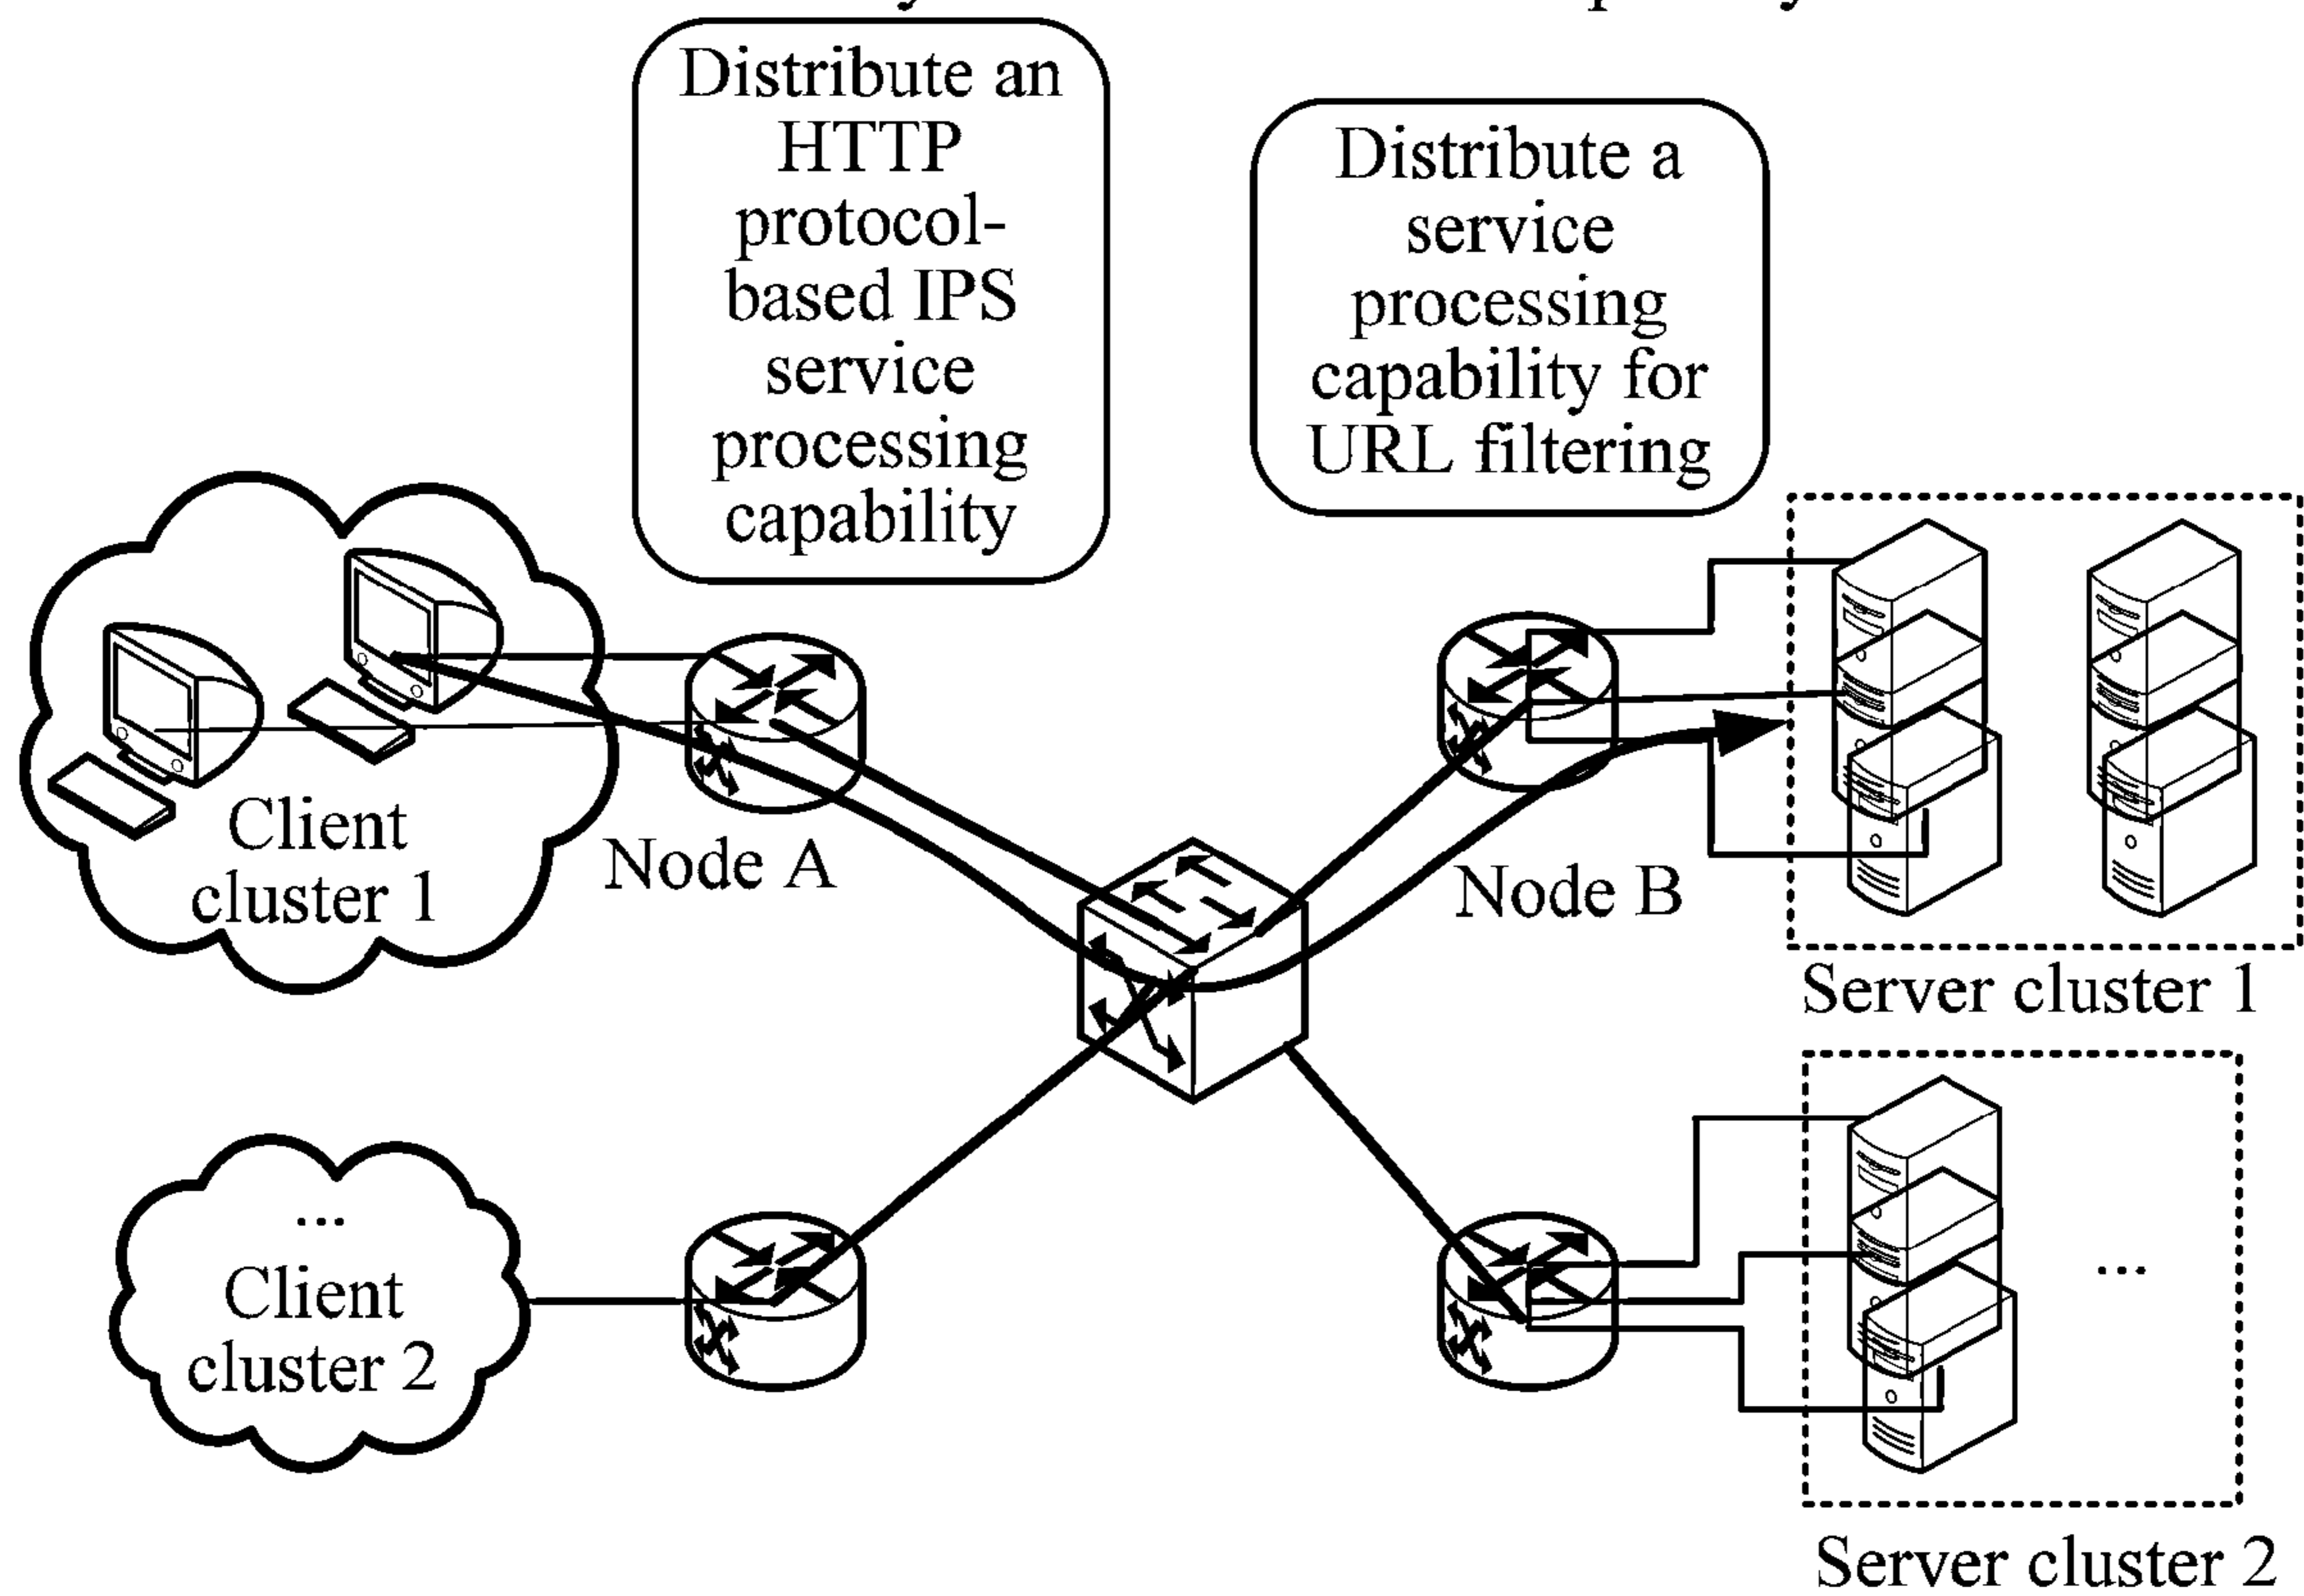 Distribute an
HTTP
protocol-
based IPS
service
processing
capability
Distribute a
service
processing
capability for
URL filtering
Client
cluster 1
Node A
Node B
Server cluster 1
...
Client
cluster 2
...
Server cluster 2